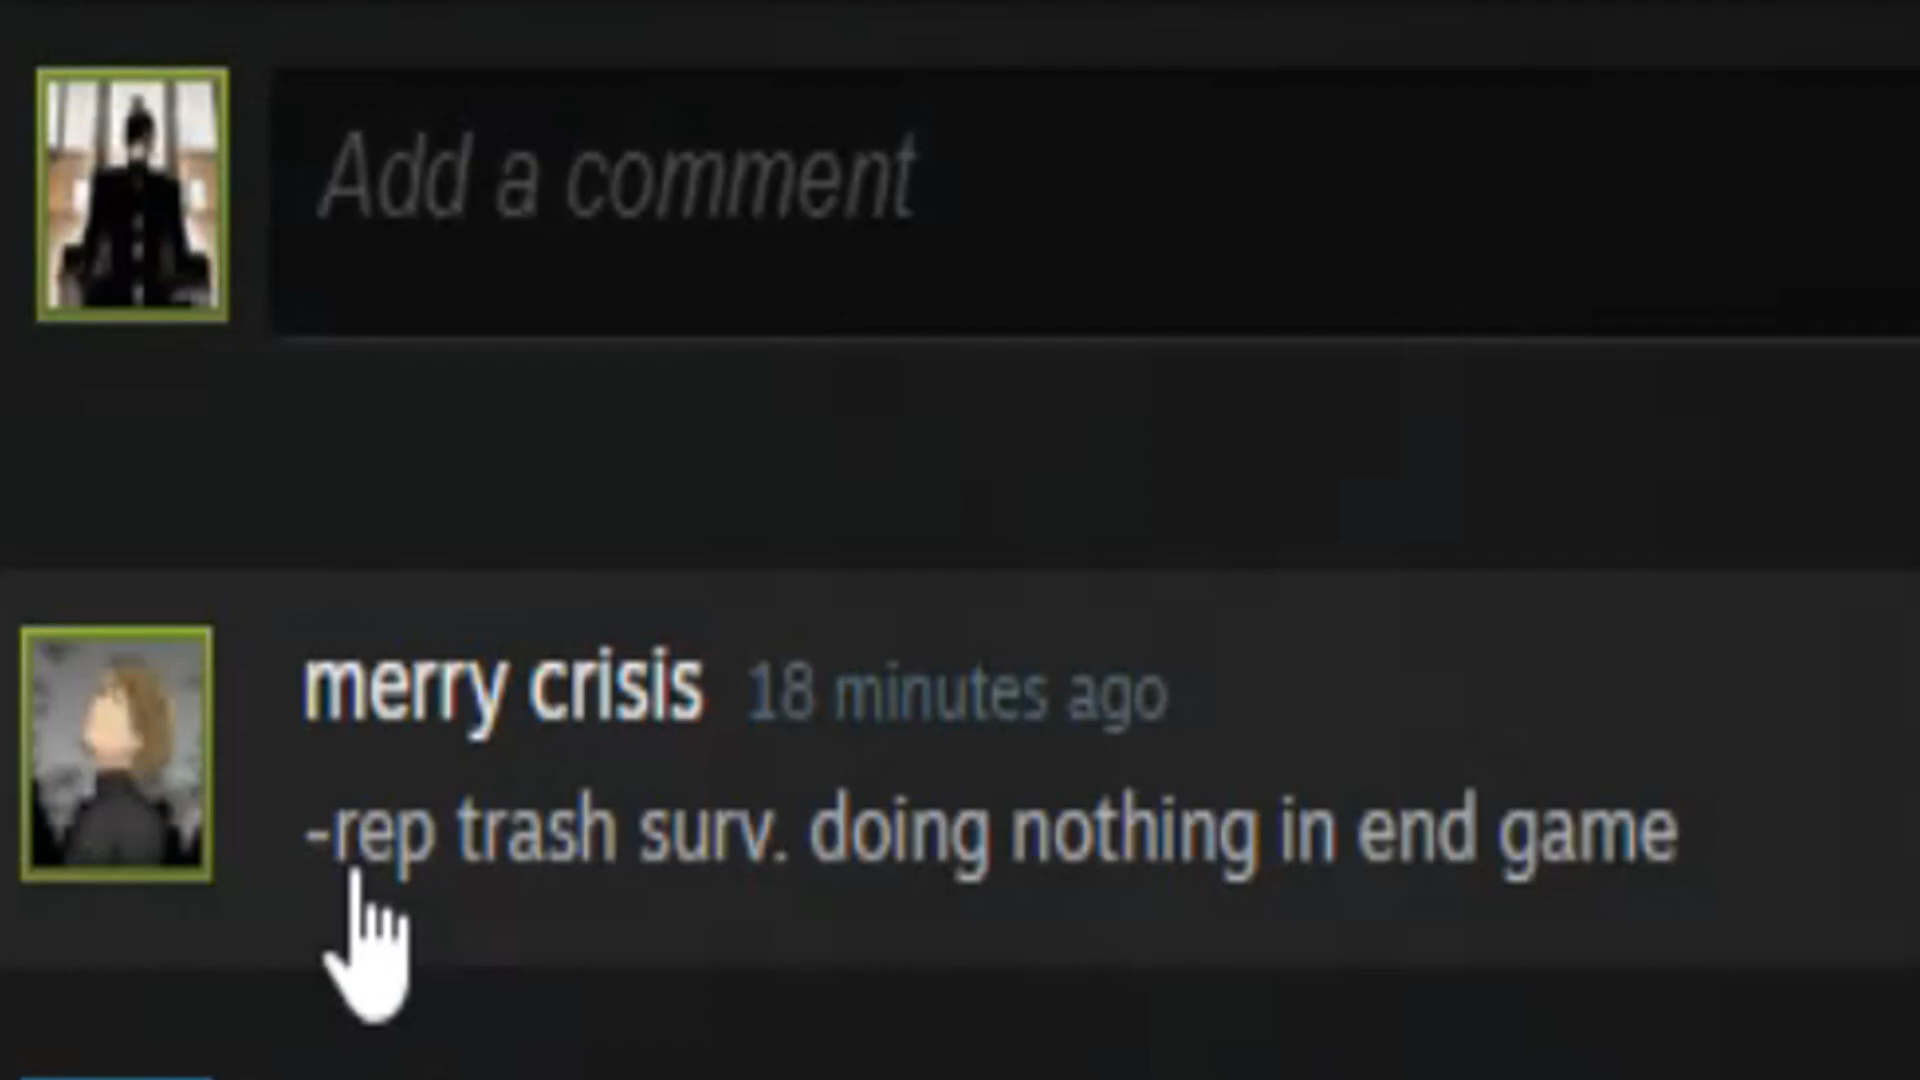 Add a comment
merry crisis 18 minutes ago
-rep trash surv. doing nothing in end game